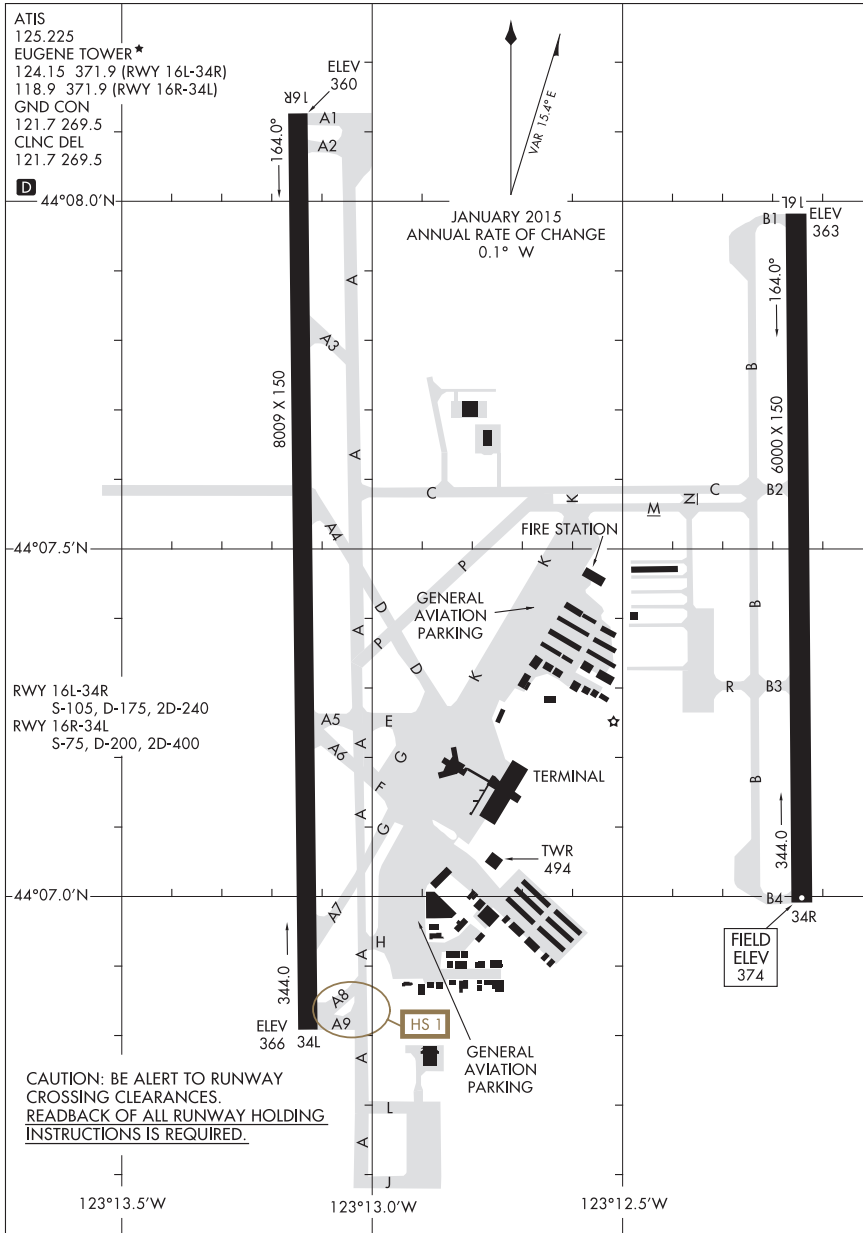 ATIS
125.225
EUGENE TOWER★
124.15 371.9 (RWY 16L-34R)
118.9 371.9 (RWY 16R-34L)
GND CON
121.7 269.5
CLNC DEL
121.7 269.5
D
ELEV
360
16R
A1
A2
164.0°
VAR 15.4° E
JANUARY 2015
ANNUAL RATE OF CHANGE
0.1° W
44°08.0'N
16L
B1
ELEV
363
164.0°
A
A3
B
8009 X 150
6000 X 150
A
C
K
N
C
B2
M
A4
FIRE STATION
44°07.5'N
P
K
GENERAL
AVIATION
PARKING
D
B
A
P
D
K
RWY 16L-34R
S-105, D-175, 2D-240
RWY 16R-34L
S-75, D-200, 2D-400
R
B3
A5
E
A6
A
G
F
TERMINAL
B
A
G
344.0
TWR
494
44°07.0'N
B4
34R
A7
H
A
FIELD
ELEV
374
344.0
A8
A9
HS 1
ELEV
366
34L
A
GENERAL
AVIATION
PARKING
CAUTION: BE ALERT TO RUNWAY
CROSSING CLEARANCES.
READBACK OF ALL RUNWAY HOLDING
INSTRUCTIONS IS REQUIRED.
L
A
J
123°13.5'W
123°13.0'W
123°12.5'W